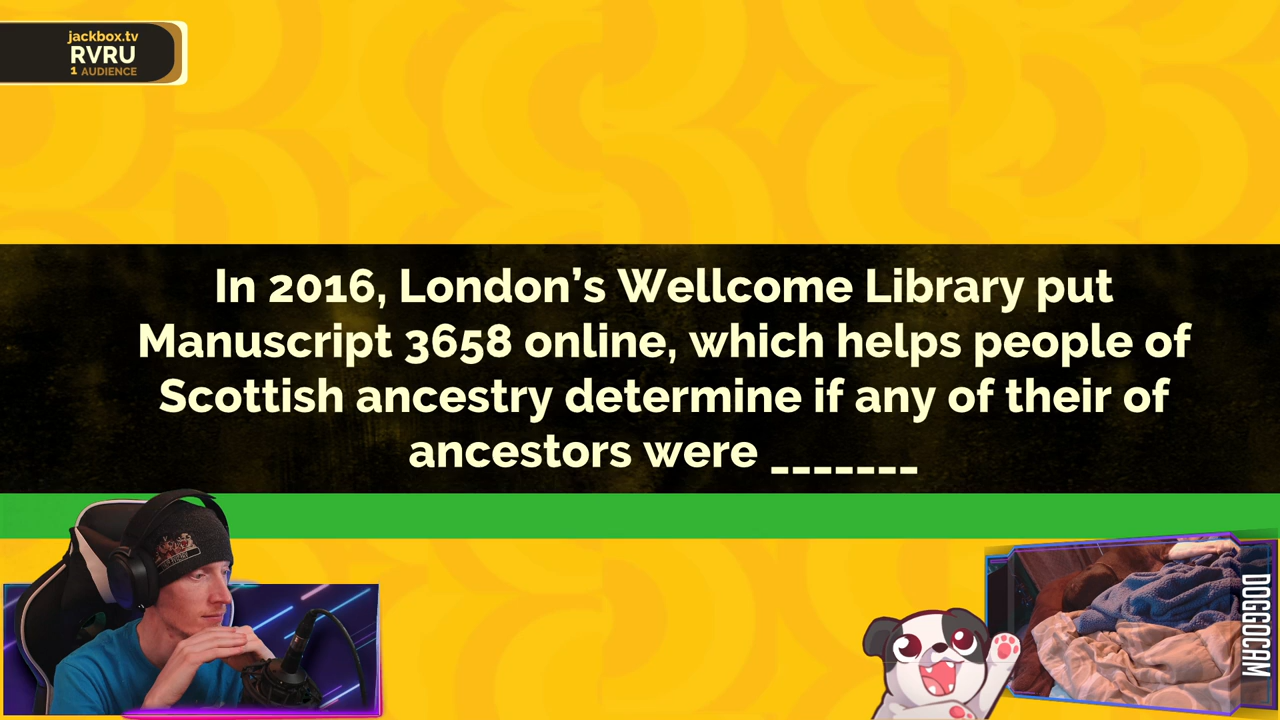 jackbox.tv
RVRU
1 AUDIENCE
In 2016, London's Wellcome Library put
Manuscript 3658 online, which helps people of
Scottish ancestry determine if any of their of
ancestors were _______
DOGGOCAM